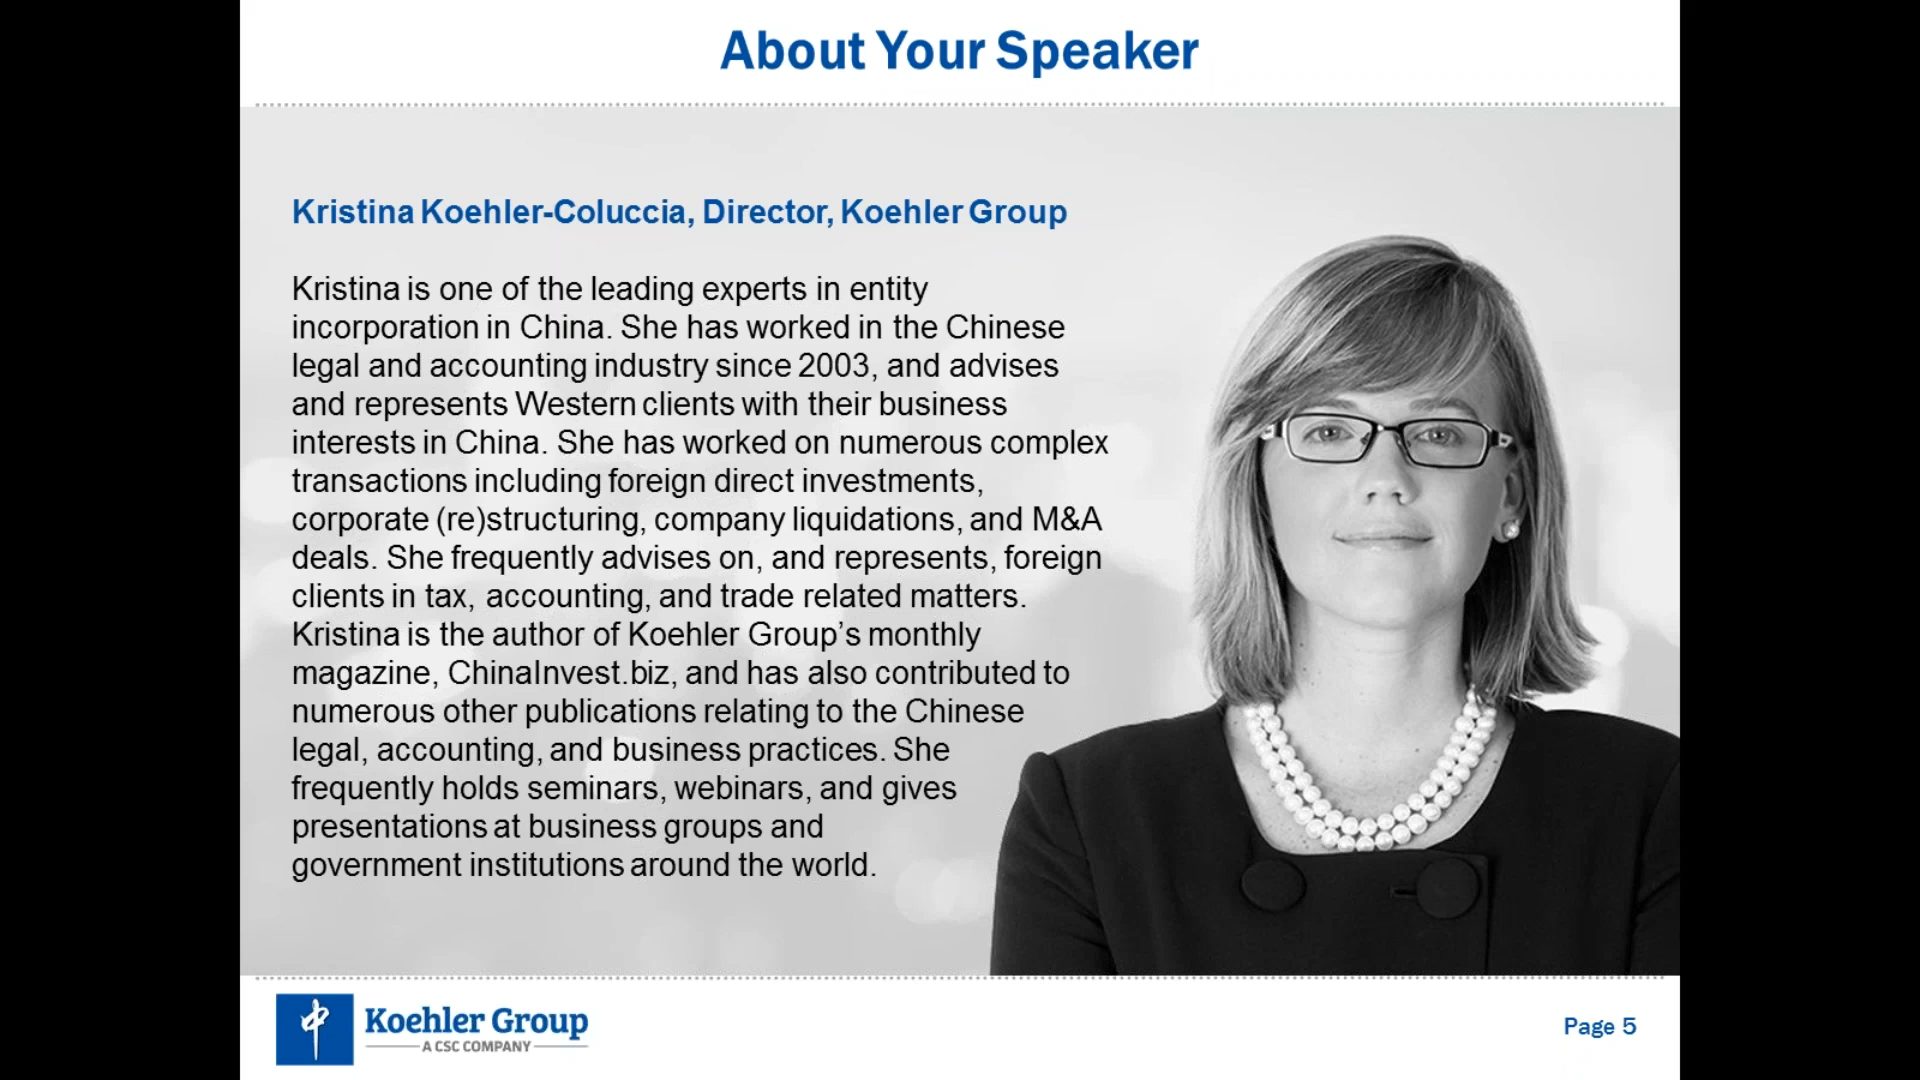 About Your Speaker
Kristina Koehler-Coluccia, Director, Koehler Group
Kristina is one of the leading experts in entity
incorporation in China. She has worked in the Chinese
legal and accounting industry since 2003, and advises
and represents Western clients with their business
interests in China. She has worked on numerous complex
transactions including foreign direct investments,
corporate (re)structuring, company liquidations, and M&A
deals. She frequently advises on, and represents, foreign
clients in tax, accounting, and trade related matters.
Kristina is the author of Koehler Group’s monthly
magazine, ChinaInvest.biz, and has also contributed to
numerous other publications relating to the Chinese
legal, accounting, and business practices. She
frequently holds seminars, webinars, and gives
presentations at business groups and
government institutions around the world.
Koehler Group
A CSC COMPANY
Page 5